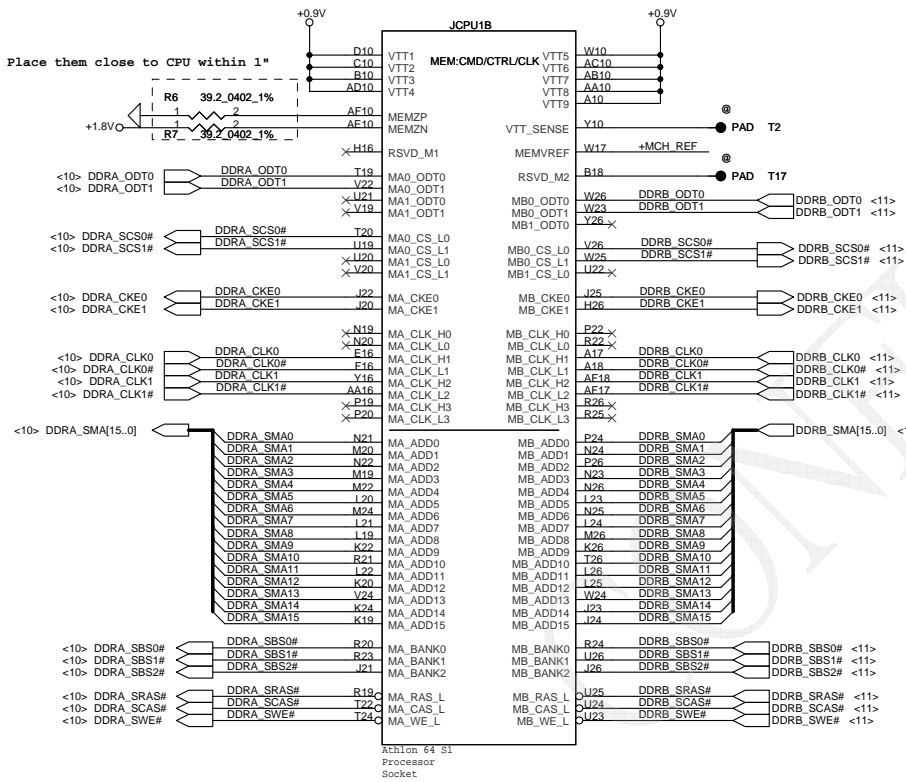 +0.9V +0.9V
JCPU1B
D10 VTT1 MEM:CMD/CTRL/CLK VTT5 W10
C10 VTT2 VTT6 AC10
B10 VTT3 VTT7 AB10
AD10 VTT4 VTT8 AA10
VTT9 A10
Place them close to CPU within 1"
R6 39.2_0402_1%
1 2 AF10 MEMZP VTT_SENSE Y10 @ PAD T2
+1.8V 1 2 AE10 MEMZN
R7 39.2_0402_1%
H16 RSVD_M1 MEMVREF W17 +MCH_REF
RSVD_M2 B18 @ PAD T17
<10> DDRA_ODT0 DDRA_ODT0 T19 MA0_ODT0
<10> DDRA_ODT1 DDRA_ODT1 V22 MA0_ODT1
U21 MA1_ODT0 MB0_ODT0 W26 DDRB_ODT0 DDRB_ODT0 <11>
V19 MA1_ODT1 MB0_ODT1 W23 DDRB_ODT1 DDRB_ODT1 <11>
MB1_ODT0 Y26
<10> DDRA_SCS0# DDRA_SCS0# T20 MA0_CS_L0
<10> DDRA_SCS1# DDRA_SCS1# U19 MA0_CS_L1 MB0_CS_L0 V26 DDRB_SCS0# DDRB_SCS0# <11>
U20 MA1_CS_L0 MB0_CS_L1 W25 DDRB_SCS1# DDRB_SCS1# <11>
V20 MA1_CS_L1 MB1_CS_L0 U22
<10> DDRA_CKE0 DDRA_CKE0 J22 MA_CKE0 MB_CKE0 J25 DDRB_CKE0 DDRB_CKE0 <11>
<10> DDRA_CKE1 DDRA_CKE1 J20 MA_CKE1 MB_CKE1 H26 DDRB_CKE1 DDRB_CKE1 <11>
N19 MA_CLK_H0 MB_CLK_H0 P22
N20 MA_CLK_L0 MB_CLK_L0 R22
<10> DDRA_CLK0 DDRA_CLK0 E16 MA_CLK_H1 MB_CLK_H1 A17 DDRB_CLK0 DDRB_CLK0 <11>
<10> DDRA_CLK0# DDRA_CLK0# F16 MA_CLK_L1 MB_CLK_L1 A18 DDRB_CLK0# DDRB_CLK0# <11>
<10> DDRA_CLK1 DDRA_CLK1 Y16 MA_CLK_H2 MB_CLK_H2 AF18 DDRB_CLK1 DDRB_CLK1 <11>
<10> DDRA_CLK1# DDRA_CLK1# AA16 MA_CLK_L2 MB_CLK_L2 AF17 DDRB_CLK1# DDRB_CLK1# <11>
P19 MA_CLK_H3 MB_CLK_H3 R26
P20 MA_CLK_L3 MB_CLK_L3 R25
<10> DDRA_SMA[15..0] DDRB_SMA[15..0]
DDRA_SMA0 N21 MA_ADD0 MB_ADD0 P24 DDRB_SMA0
DDRA_SMA1 M20 MA_ADD1 MB_ADD1 N24 DDRB_SMA1
DDRA_SMA2 N22 MA_ADD2 MB_ADD2 P26 DDRB_SMA2
DDRA_SMA3 M19 MA_ADD3 MB_ADD3 N23 DDRB_SMA3
DDRA_SMA4 M22 MA_ADD4 MB_ADD4 N26 DDRB_SMA4
DDRA_SMA5 L20 MA_ADD5 MB_ADD5 L23 DDRB_SMA5
DDRA_SMA6 M24 MA_ADD6 MB_ADD6 N25 DDRB_SMA6
DDRA_SMA7 L21 MA_ADD7 MB_ADD7 L24 DDRB_SMA7
DDRA_SMA8 L19 MA_ADD8 MB_ADD8 M26 DDRB_SMA8
DDRA_SMA9 K22 MA_ADD9 MB_ADD9 K26 DDRB_SMA9
DDRA_SMA10 R21 MA_ADD10 MB_ADD10 T26 DDRB_SMA10
DDRA_SMA11 L22 MA_ADD11 MB_ADD11 L26 DDRB_SMA11
DDRA_SMA12 K20 MA_ADD12 MB_ADD12 L25 DDRB_SMA12
DDRA_SMA13 V24 MA_ADD13 MB_ADD13 W24 DDRB_SMA13
DDRA_SMA14 K24 MA_ADD14 MB_ADD14 J23 DDRB_SMA14
DDRA_SMA15 K19 MA_ADD15 MB_ADD15 J24 DDRB_SMA15
<10> DDRA_SBS0# DDRA_SBS0# R20 MA_BANK0 MB_BANK0 R24 DDRB_SBS0# DDRB_SBS0# <11>
<10> DDRA_SBS1# DDRA_SBS1# R23 MA_BANK1 MB_BANK1 U26 DDRB_SBS1# DDRB_SBS1# <11>
<10> DDRA_SBS2# DDRA_SBS2# J21 MA_BANK2 MB_BANK2 J26 DDRB_SBS2# DDRB_SBS2# <11>
<10> DDRA_SRAS# DDRA_SRAS# R19 MA_RAS_L MB_RAS_L U25 DDRB_SRAS# DDRB_SRAS# <11>
<10> DDRA_SCAS# DDRA_SCAS# T22 MA_CAS_L MB_CAS_L U24 DDRB_SCAS# DDRB_SCAS# <11>
<10> DDRA_SWE# DDRA_SWE# T24 MA_WE_L MB_WE_L U23 DDRB_SWE# DDRB_SWE# <11>
Athlon 64 S1
Processor
Socket